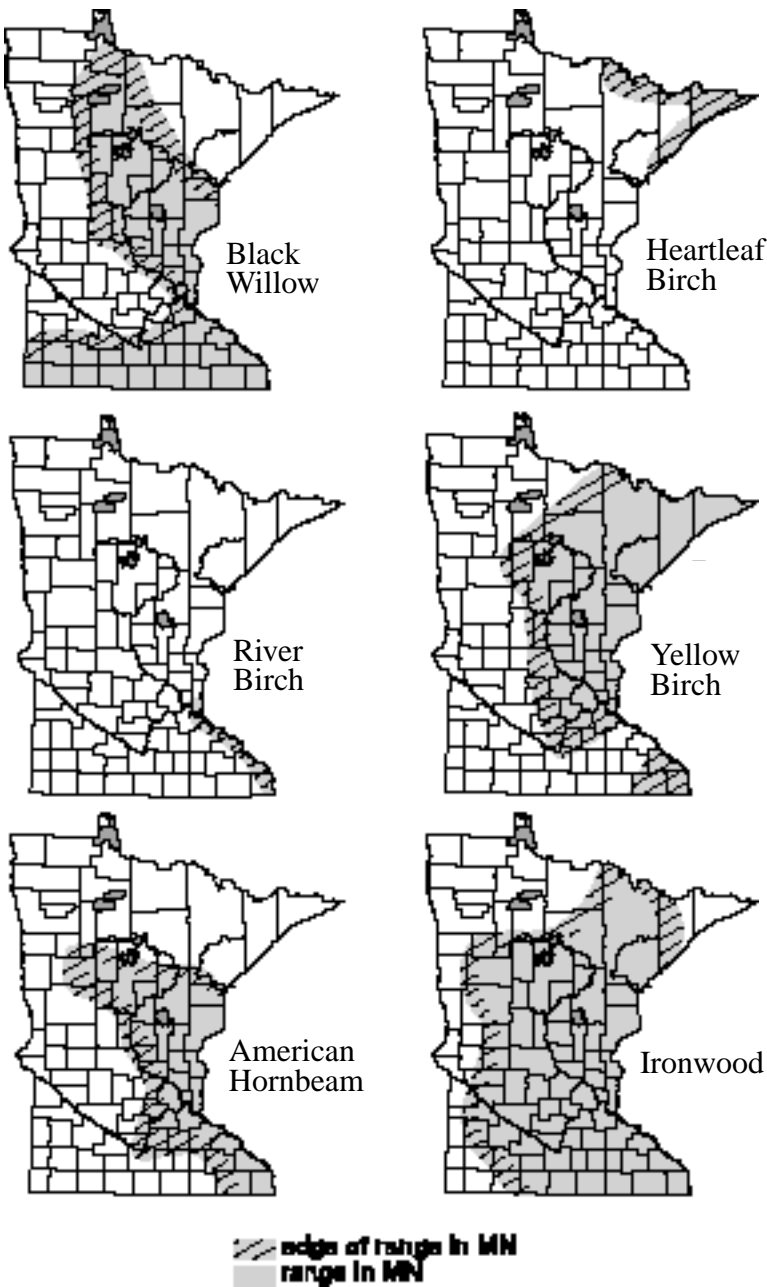 Black
Willow
Heartleaf
Birch
River
Birch
Yellow
Birch
American
Hornbeam
Ironwood
edge of range in MN
range in MN